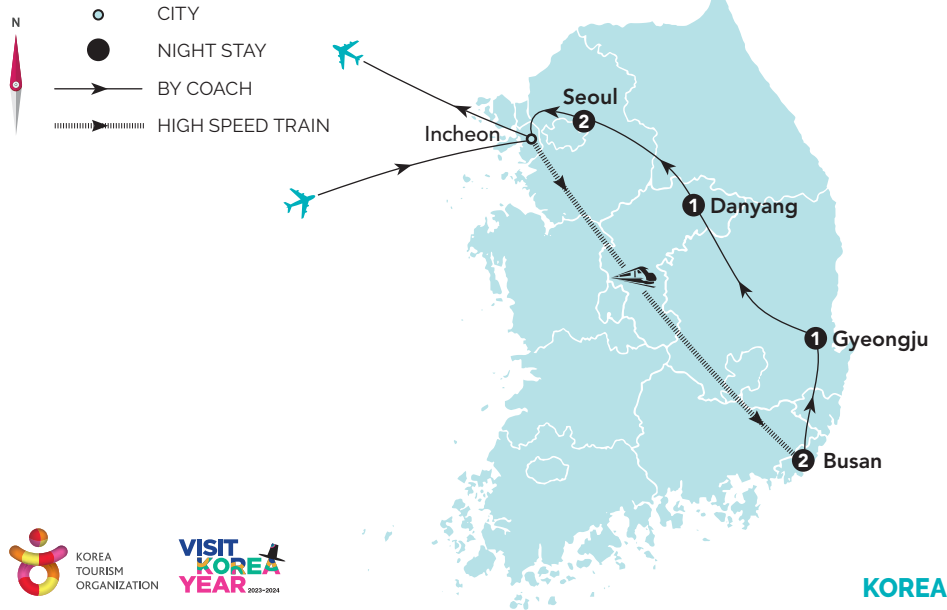 N
CITY
NIGHT STAY
BY COACH
HIGH SPEED TRAIN
Seoul
2
Incheon
1 Danyang
1 Gyeongju
2 Busan
KOREA
TOURISM
ORGANIZATION
VISIT
KOREA
YEAR 2023-2024
KOREA